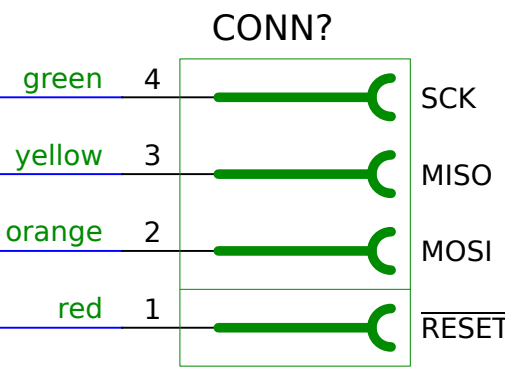 CONN?
green 4 SCK
yellow 3 MISO
orange 2 MOSI
red 1 RESET